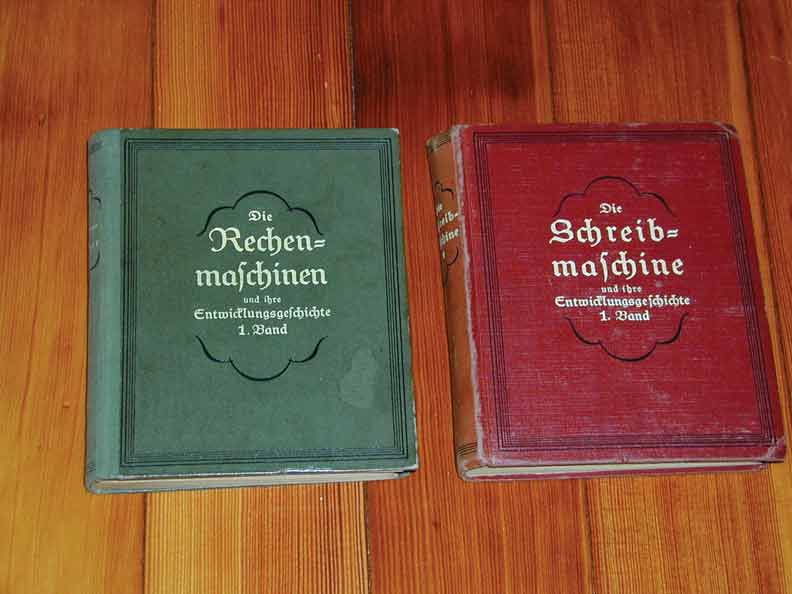 Die
Rechen=
maſchinen
und ihre
Entwicklungsgeſchichte
1. Band
Die
Schreib=
maſchine
und ihre
Entwicklungsgeſchichte
1. Band